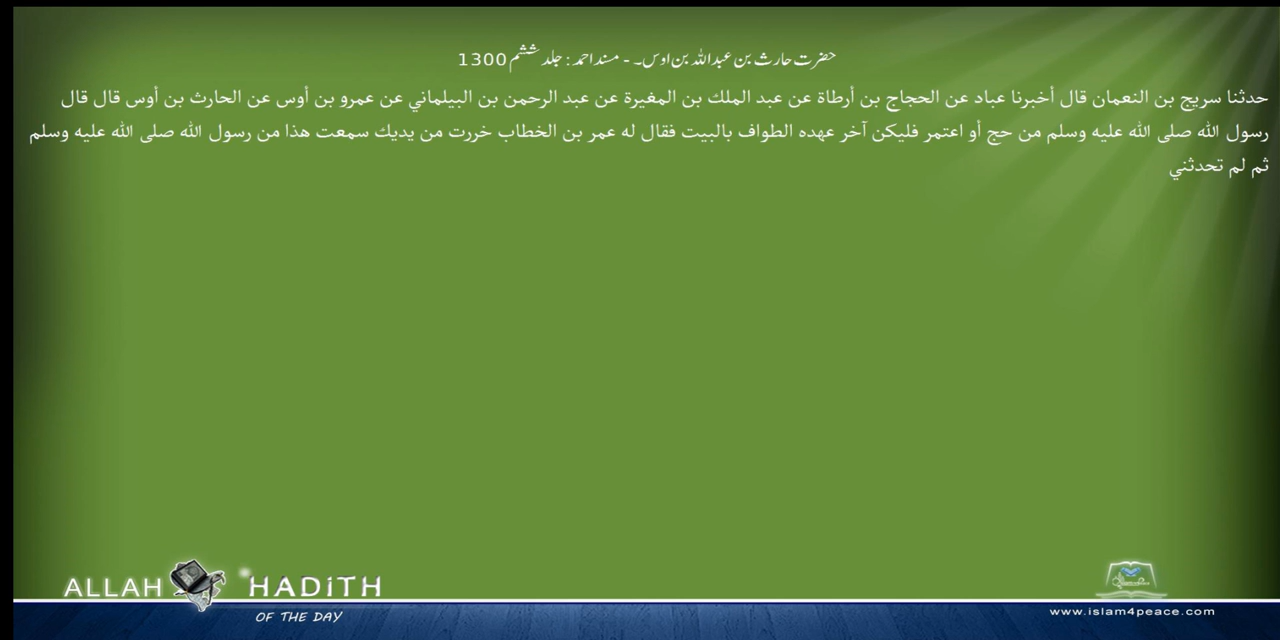 حضرت حارث بن عبداللہ بن اوس۔ - مسند احمد : جلد ششم 1300
حدثنا سريج بن النعمان قال أخبرنا عباد عن الحجاج بن أرطاة عن عبد الملك بن المغيرة عن عبد الرحمن بن البيلماني عن عمرو بن أوس عن الحارث بن أوس قال قال
رسول الله صلى الله عليه وسلم من حج أو اعتمر فليكن آخر عهده الطواف بالبيت فقال له عمر بن الخطاب خررت من يديك سمعت هذا من رسول الله صلى الله عليه وسلم
ثم لم تحدثني
ALLAH HADITH
OF THE DAY
www.islam4peace.com